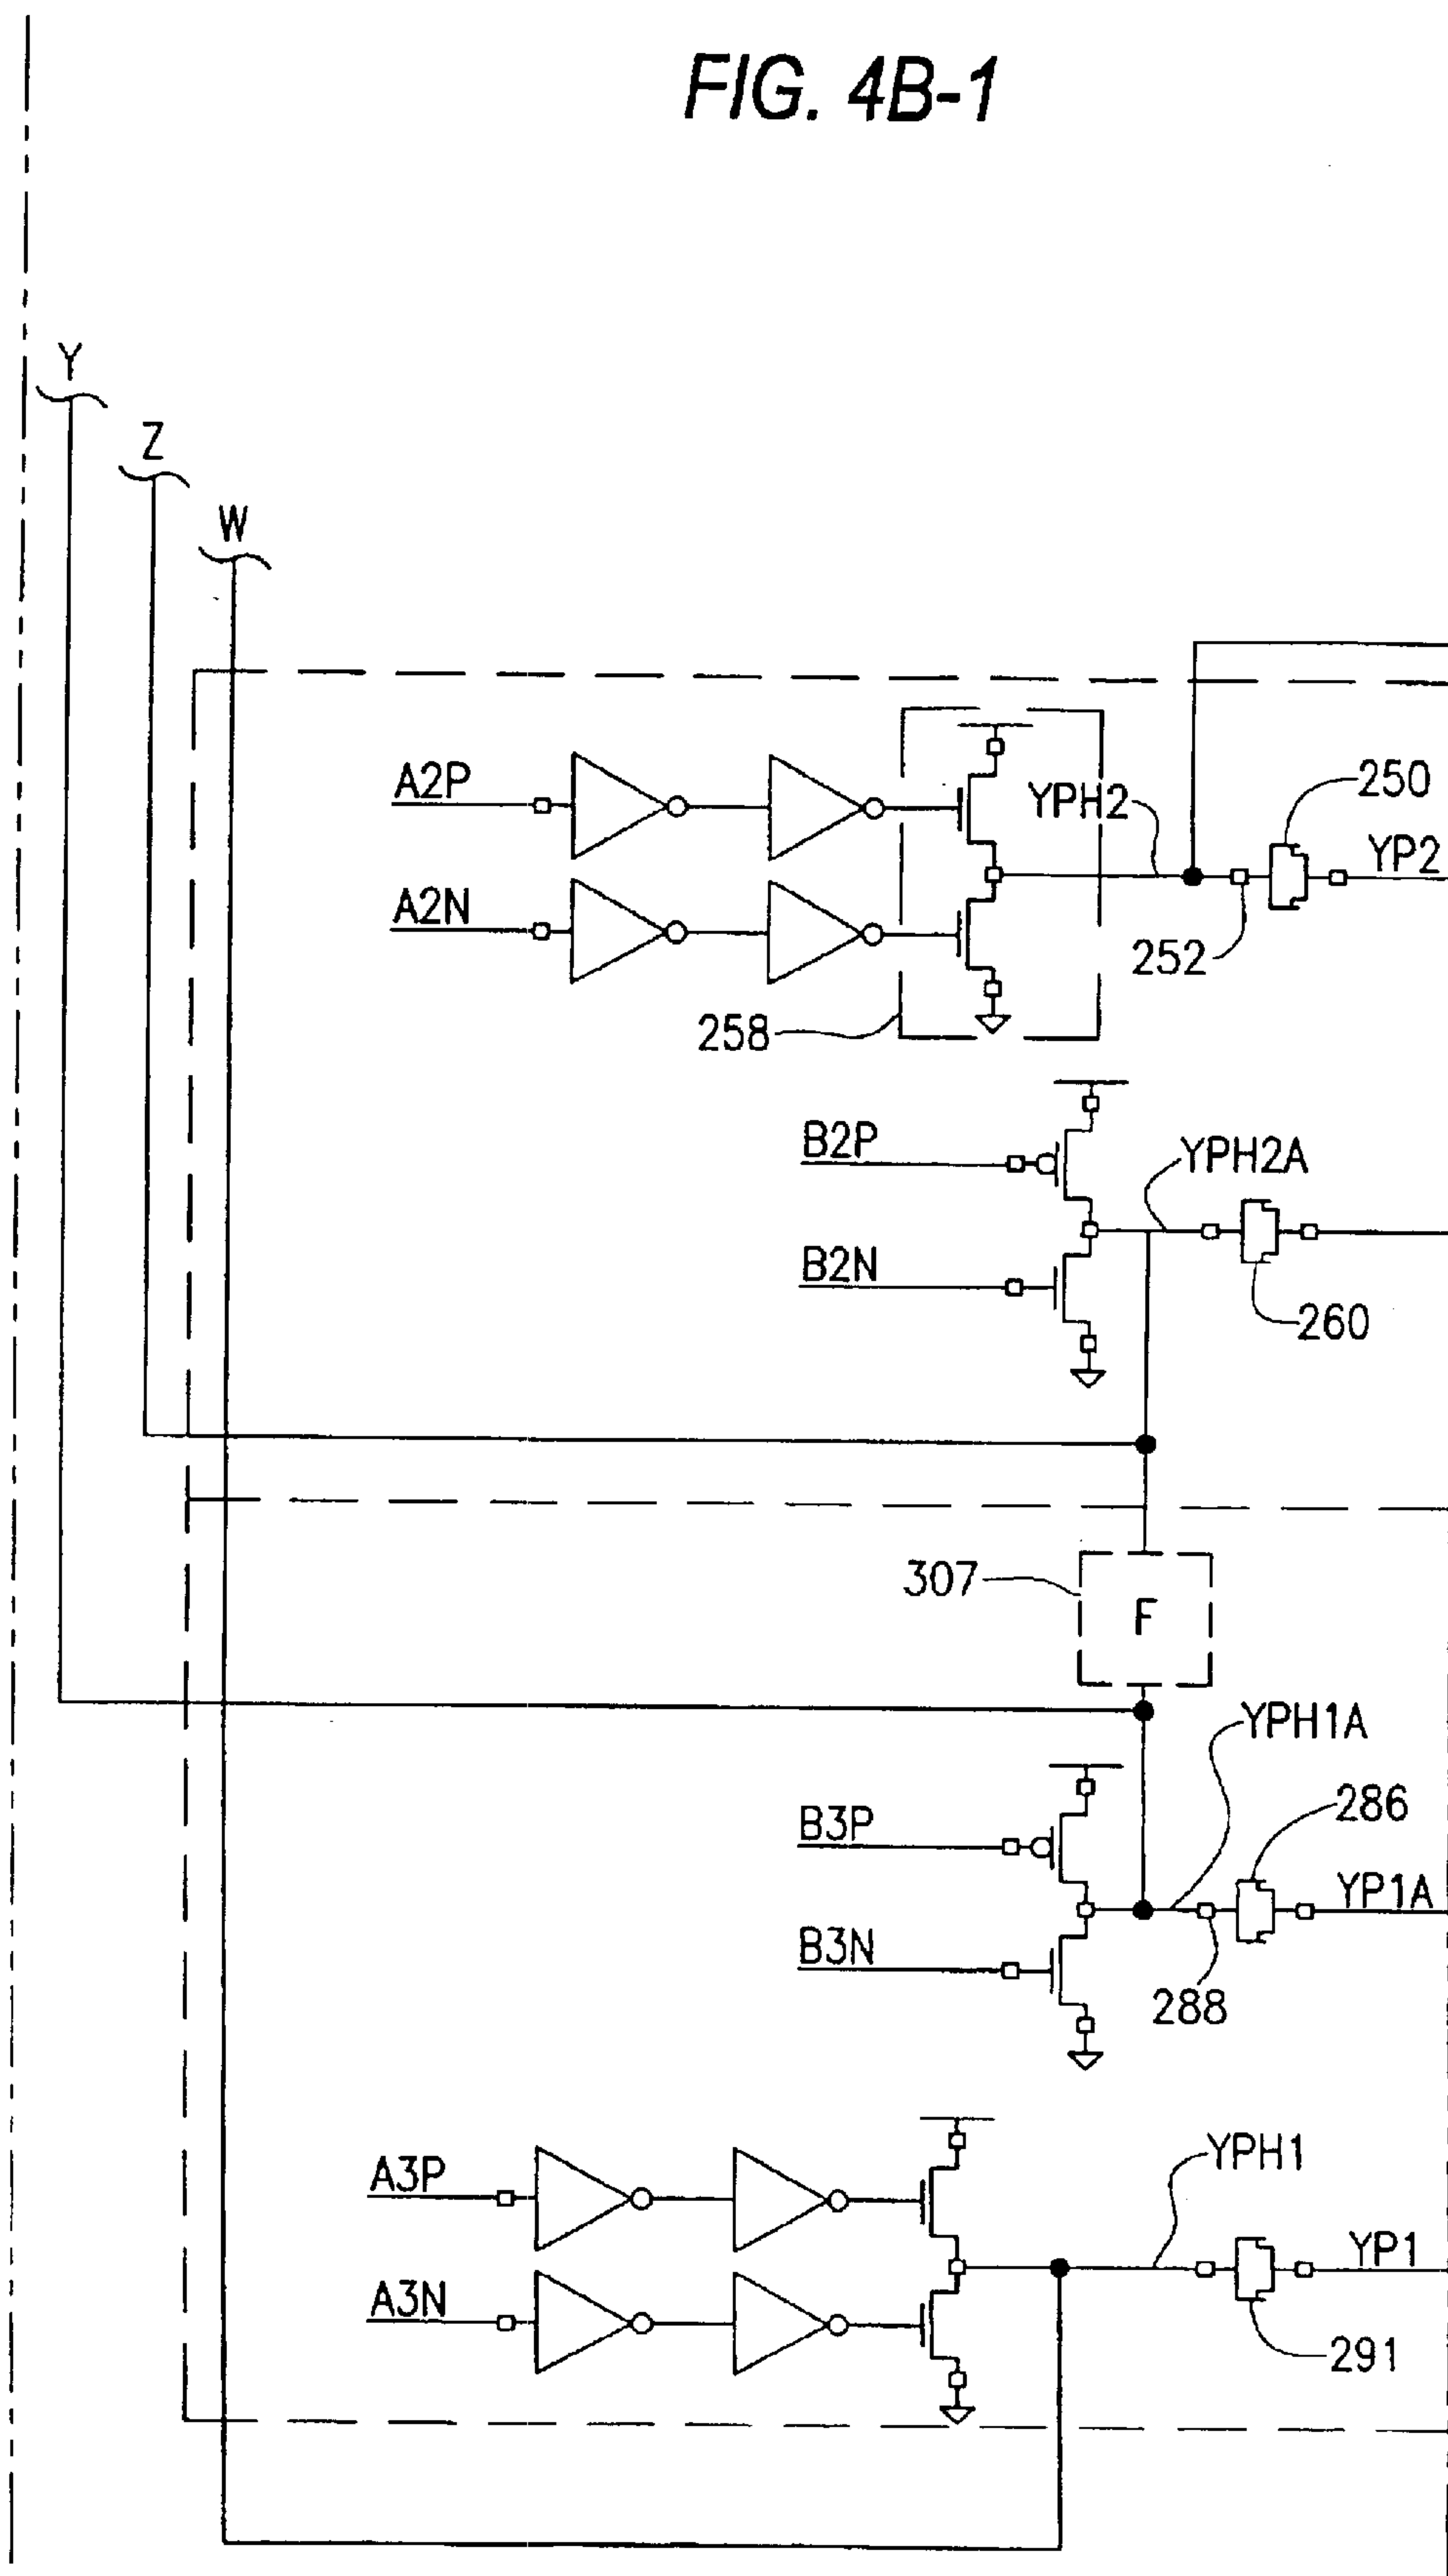 FIG. 4B-1
Y
Z
W
A2P
YPH2
250
YP2
A2N
252
258
B2P
YPH2A
B2N
260
307
F
YPH1A
B3P
286
YP1A
B3N
288
A3P
YPH1
YP1
A3N
291